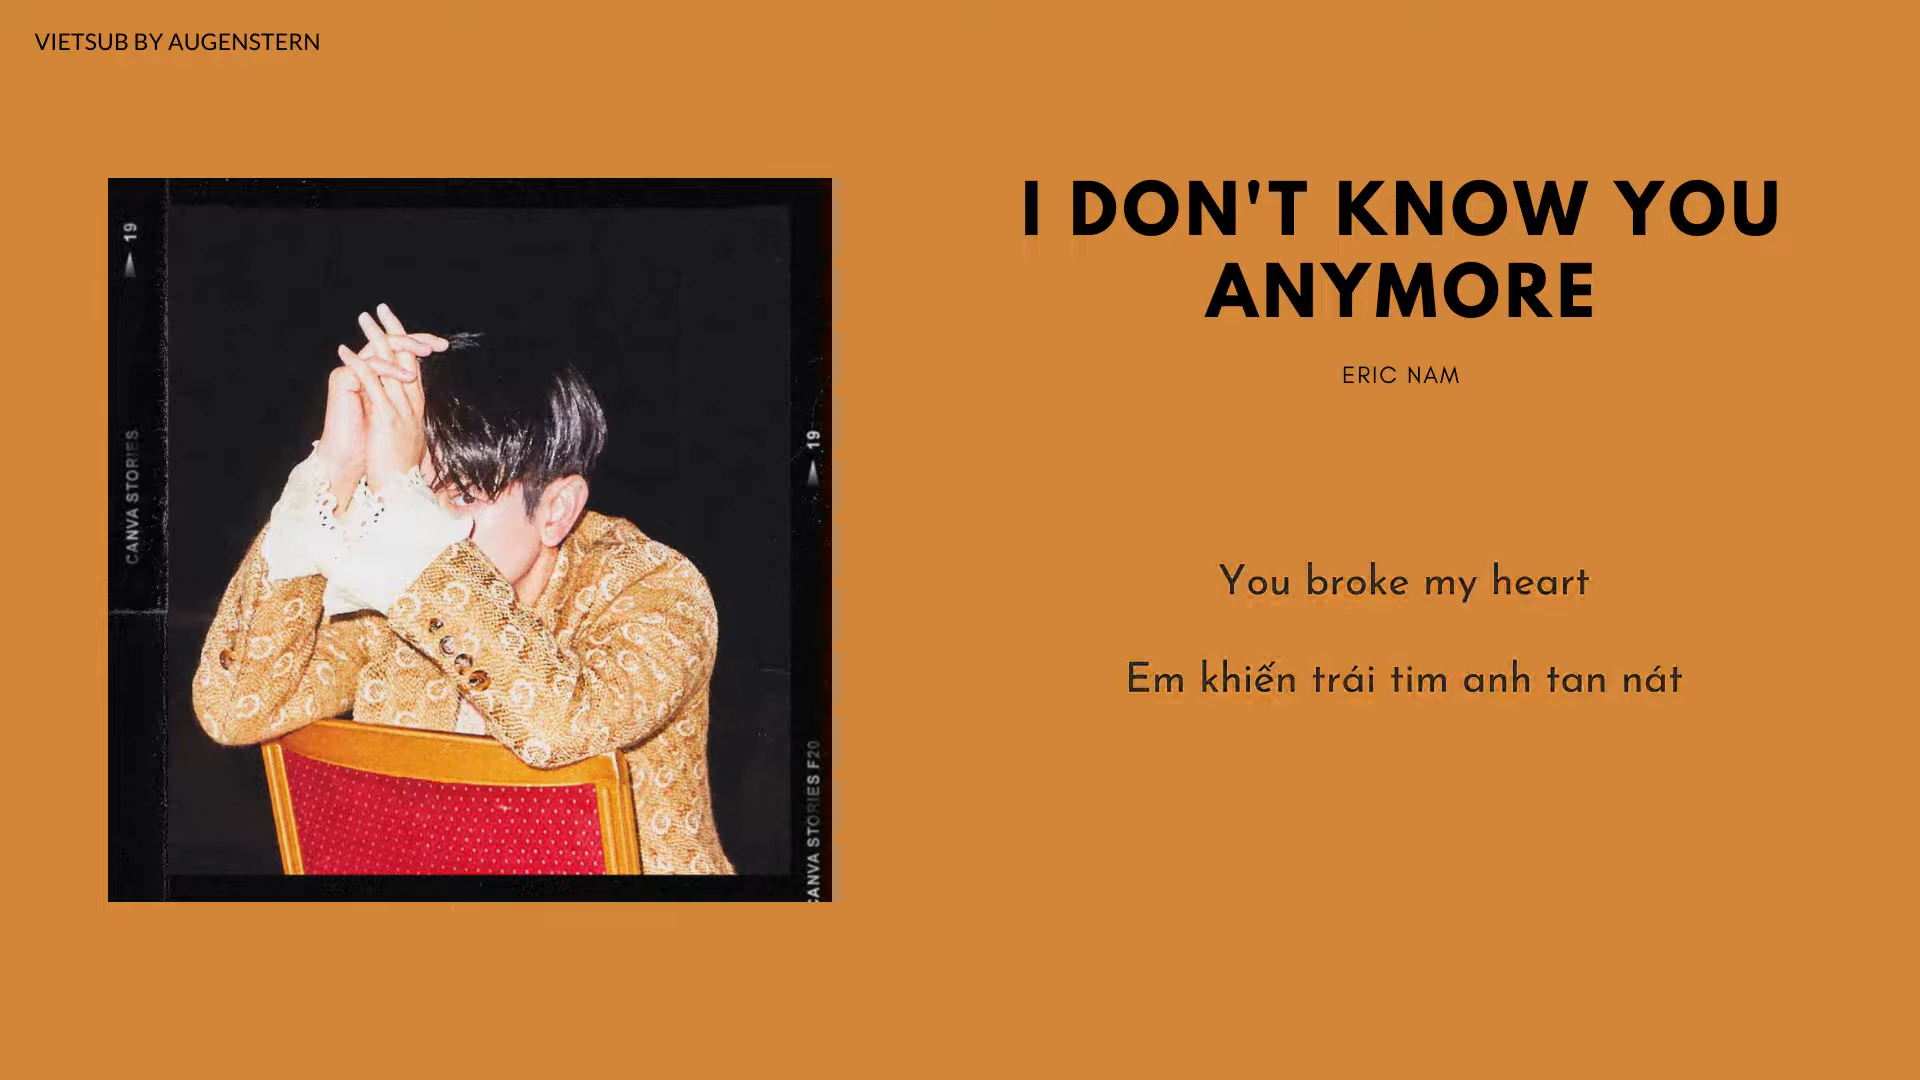 VIETSUB BY AUGENSTERN
19
CANVA STORIES
19
CANVA STORIES F20
I DON'T KNOW YOU
ANYMORE
ERIC NAM
You broke my heart
Em khiến trái tim anh tan nát